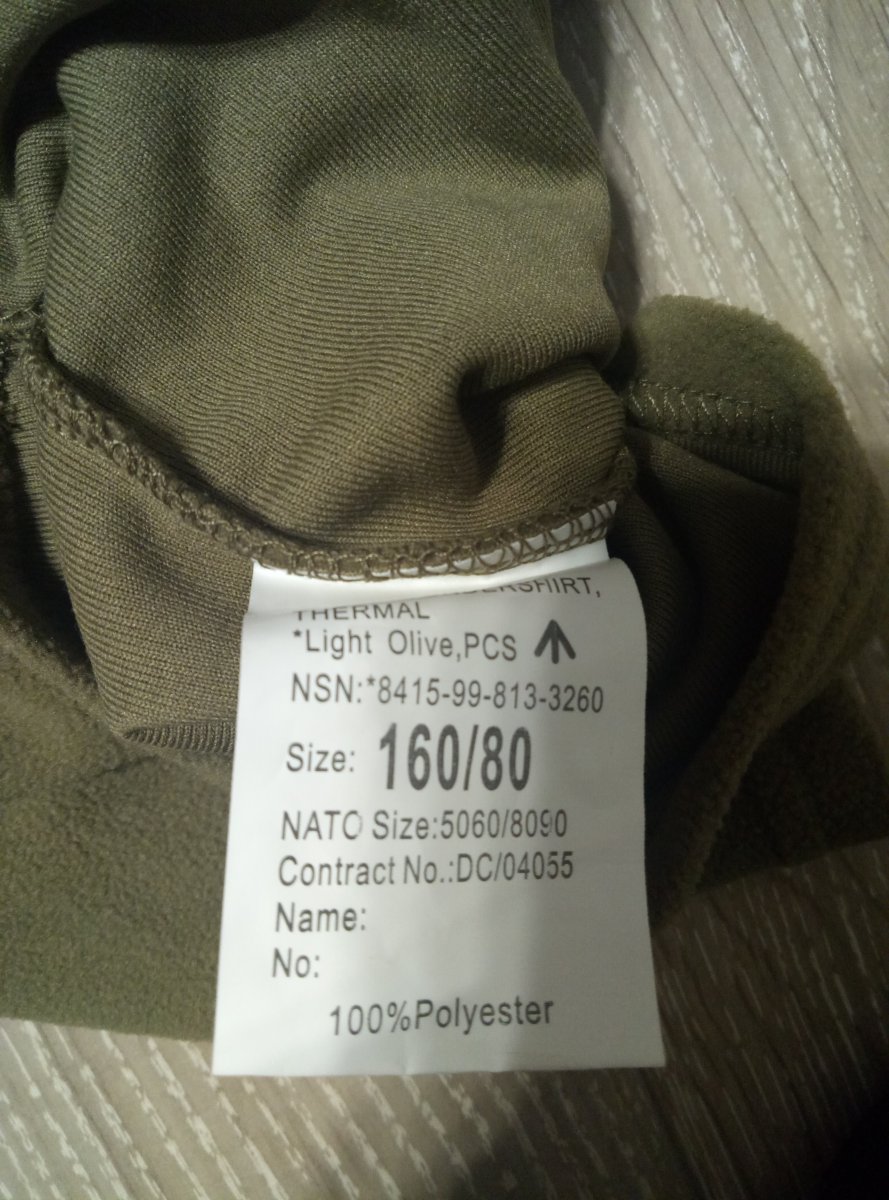 THERMAL
*Light Olive,PCS
NSN:*8415-99-813-3260
Size: 160/80
NATO Size:5060/8090
Contract No.:DC/04055
Name:
No:
100%Polyester